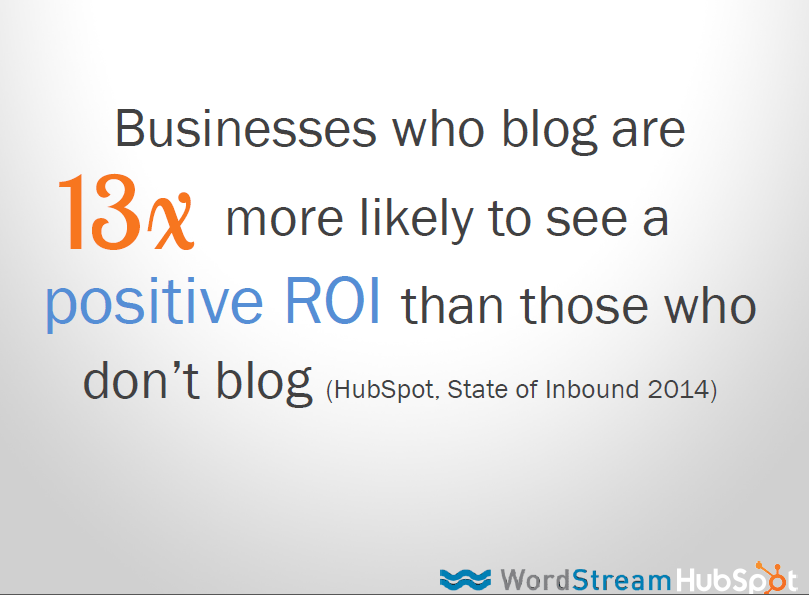 Businesses who blog are
13x more likely to see a
positive ROI than those who
don't blog (HubSpot, State of Inbound 2014)
WordStream HubSpot